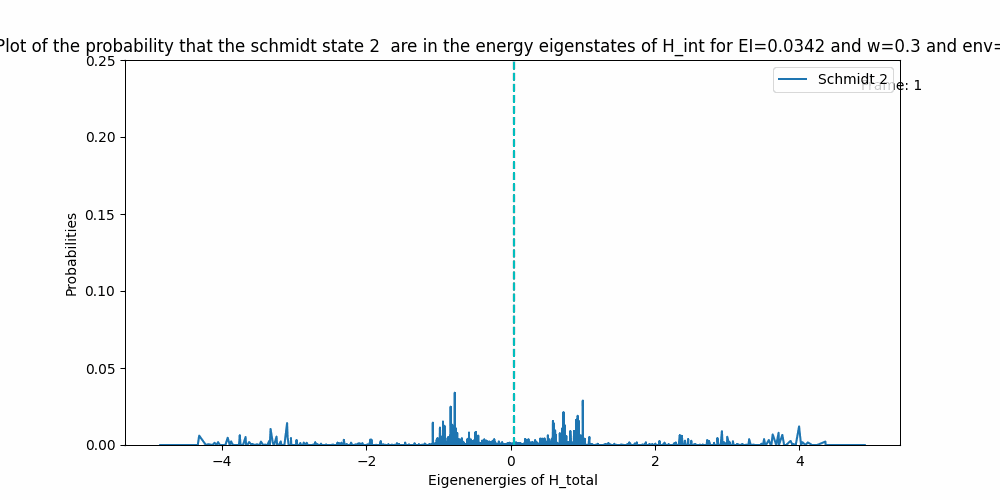 Plot of the probability that the schmidt state 2  are in the energy eigenstates of H_int for EI=0.0342 and w=0.3 and env=
Schmidt 2
Frame: 1
0.25
0.20
0.15
0.10
0.05
0.00
Probabilities
−4
−2
0
2
4
Eigenenergies of H_total